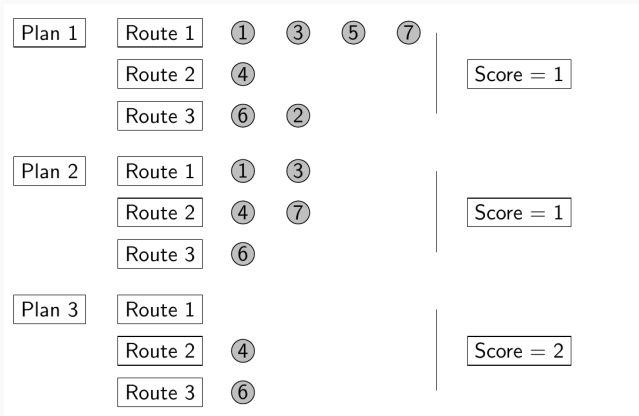 Plan 1 Route 1 1 3 5 7
Route 2 4 Score = 1
Route 3 6 2
Plan 2 Route 1 1 3
Route 2 4 7 Score = 1
Route 3 6
Plan 3 Route 1
Route 2 4 Score = 2
Route 3 6